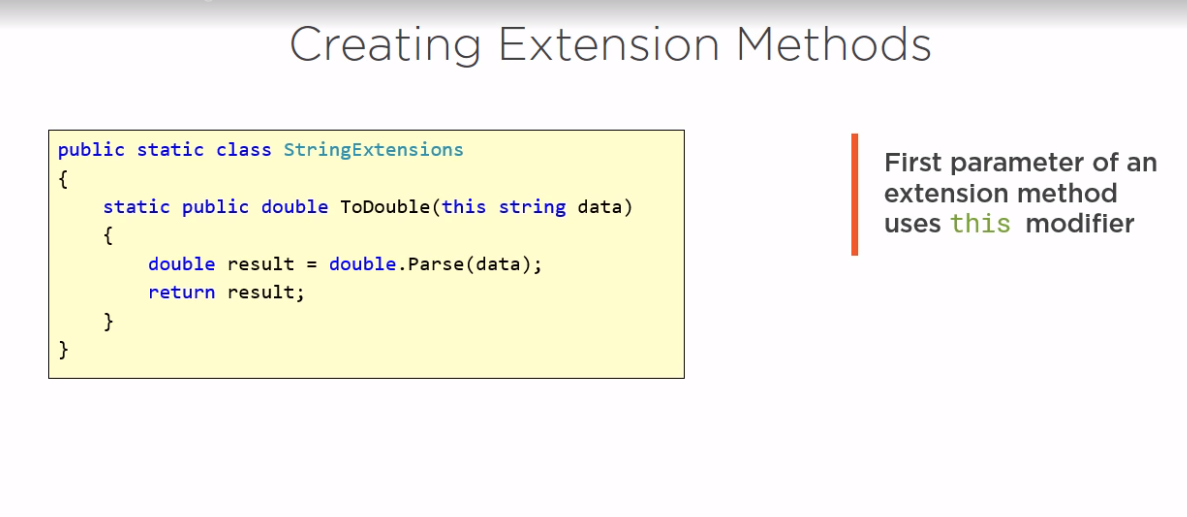 Creating Extension Methods
public static class StringExtensions
{
    static public double ToDouble(this string data)
    {
        double result = double.Parse(data);
        return result;
    }
}
First parameter of an
extension method
uses this modifier